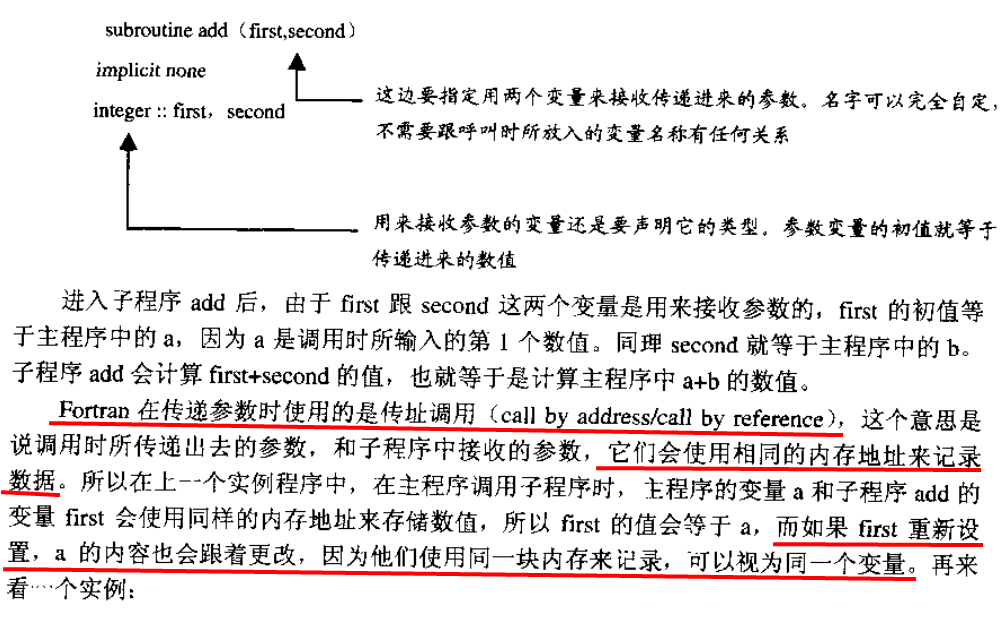 subroutine add（first,second）
implicit none
integer :: first，second
这边要指定用两个变量来接收传递进来的参数。名字可以完全自定，
不需要跟呼叫时所放入的变量名称有任何关系
用来接收参数的变量还是要声明它的类型。参数变量的初值就等于
传递进来的数值
进入子程序 add 后，由于 first 跟 second 这两个变量是用来接收参数的，first 的初值等
于主程序中的 a，因为 a 是调用时所输入的第 1 个数值。同理 second 就等于主程序中的 b。
子程序 add 会计算 first+second 的值，也就等于是计算主程序中 a+b 的数值。
Fortran 在传递参数时使用的是传址调用（call by address/call by reference），这个意思是
说调用时所传递出去的参数，和子程序中接收的参数，它们会使用相同的内存地址来记录
数据。所以在上一个实例程序中，在主程序调用子程序时，主程序的变量 a 和子程序 add 的
变量 first 会使用同样的内存地址来存储数值，所以 first 的值会等于 a，而如果 first 重新设
置，a 的内容也会跟着更改，因为他们使用同一块内存来记录，可以视为同一个变量。再来
看一个实例：